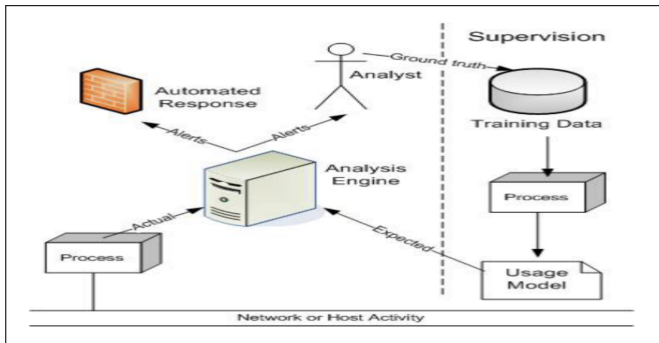 Supervision
Ground truth
Analyst
Automated
Response
Training Data
Alerts
Alerts
Analysis
Engine
Process
Actual
Expected
Process
Usage
Model
Network or Host Activity